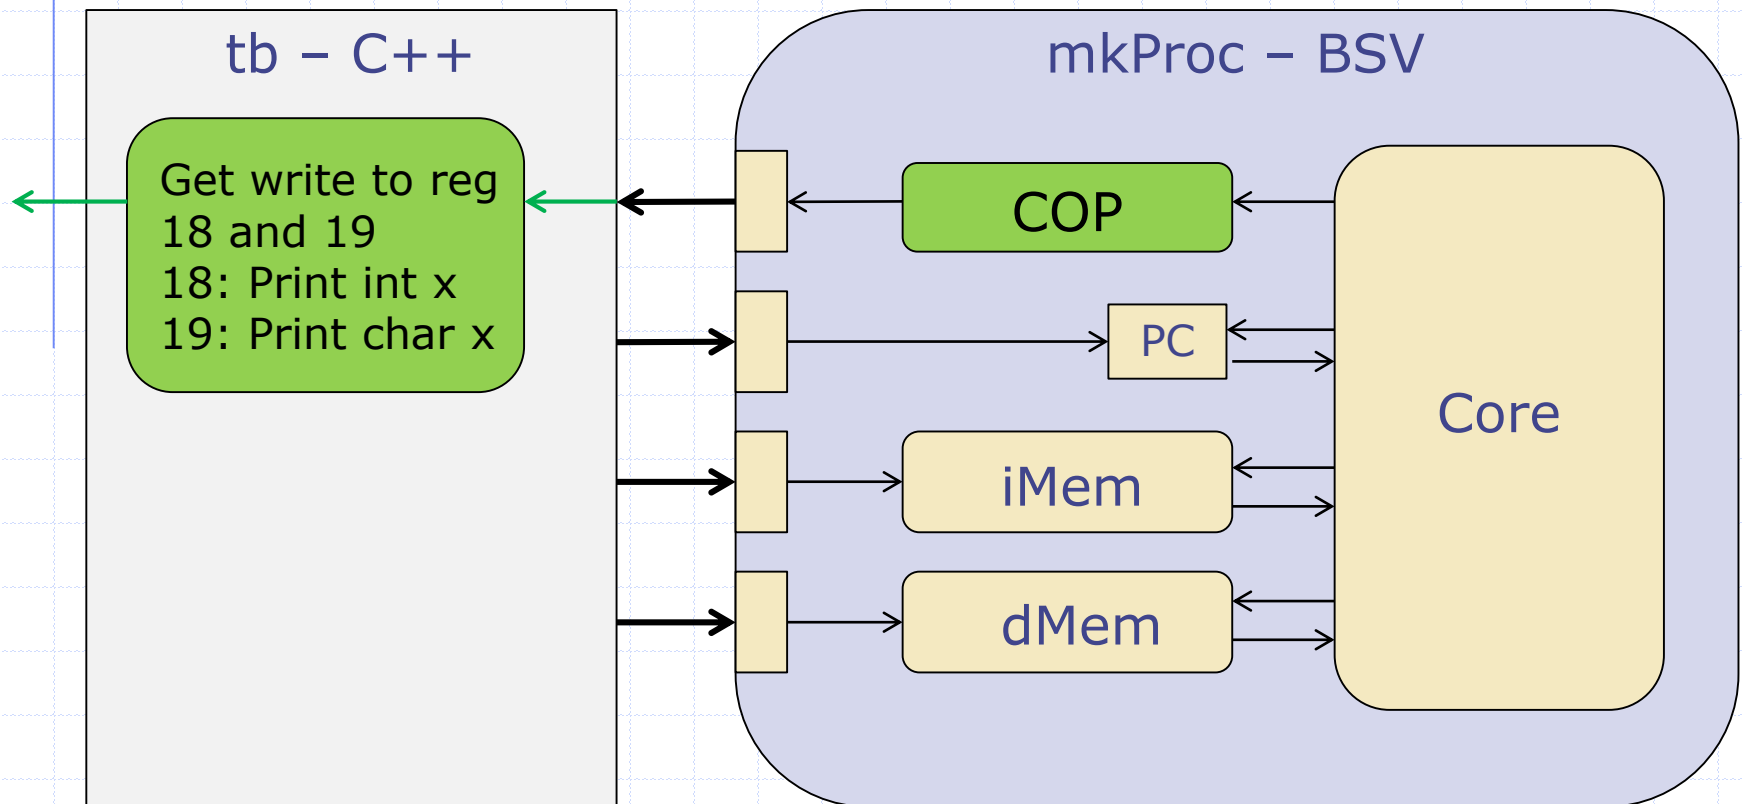 tb – C++
mkProc – BSV
Get write to reg
18 and 19
18: Print int x
19: Print char x
COP
PC
Core
iMem
dMem